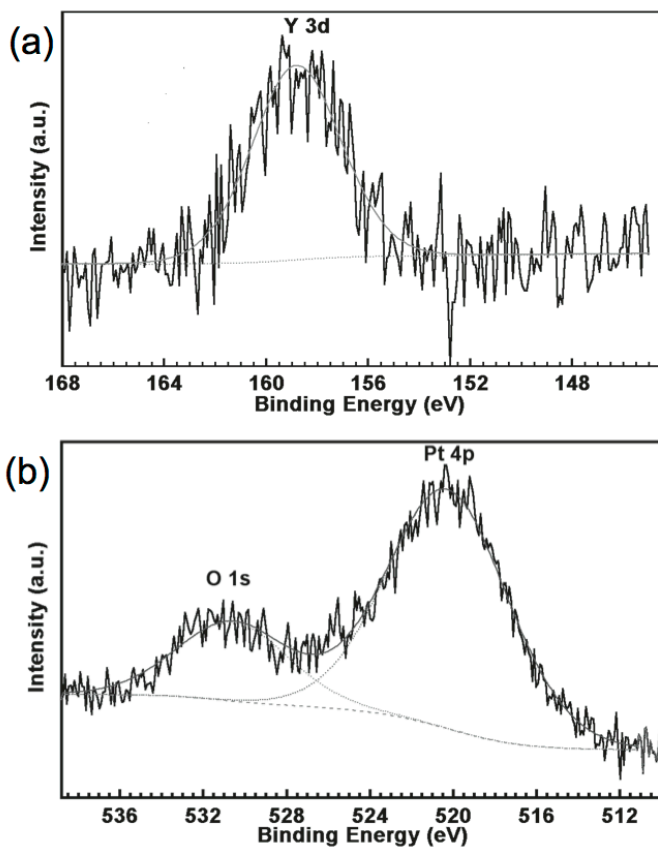 (a)
Y 3d
Intensity (a.u.)
168 164 160 156 152 148
Binding Energy (eV)
(b)
Pt 4p
O 1s
Intensity (a.u.)
536 532 528 524 520 516 512
Binding Energy (eV)